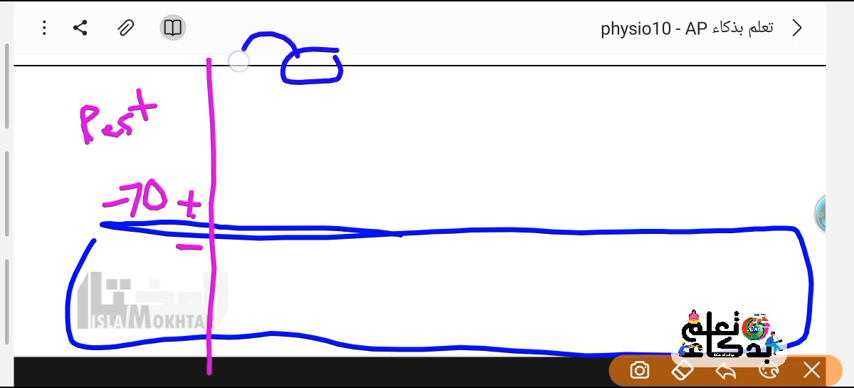 physio10 - AP تعلم بذكاء
Rest
-70 +
-
ISLAM MOKHTAR
تعلم
بذكاء